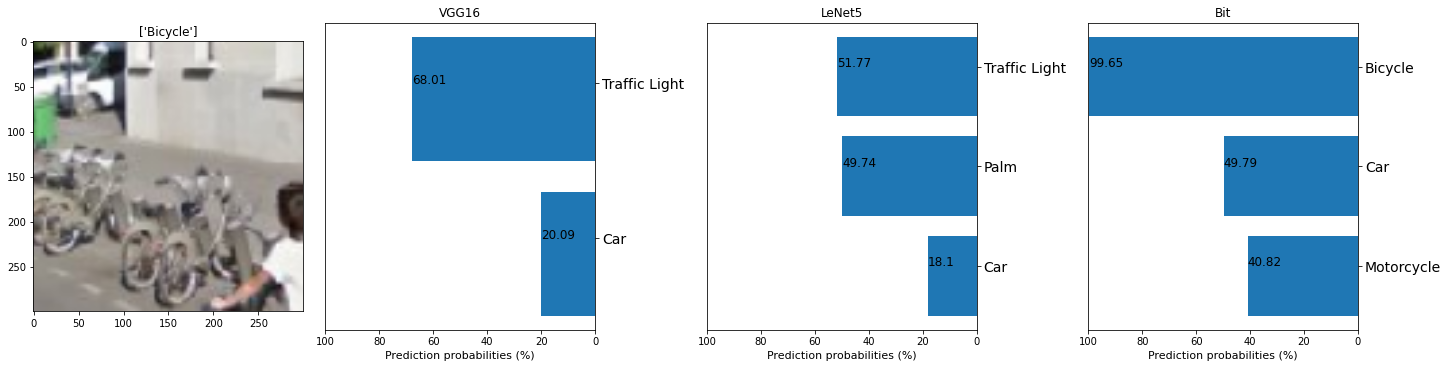 ['Bicycle']
0
50
100
150
200
250
0 50 100 150 200 250
VGG16
68.01
Traffic Light
20.09
Car
100 80 60 40 20 0
Prediction probabilities (%)
LeNet5
51.77
Traffic Light
49.74
Palm
18.1
Car
100 80 60 40 20 0
Prediction probabilities (%)
Bit
99.65
Bicycle
49.79
Car
40.82
Motorcycle
100 80 60 40 20 0
Prediction probabilities (%)